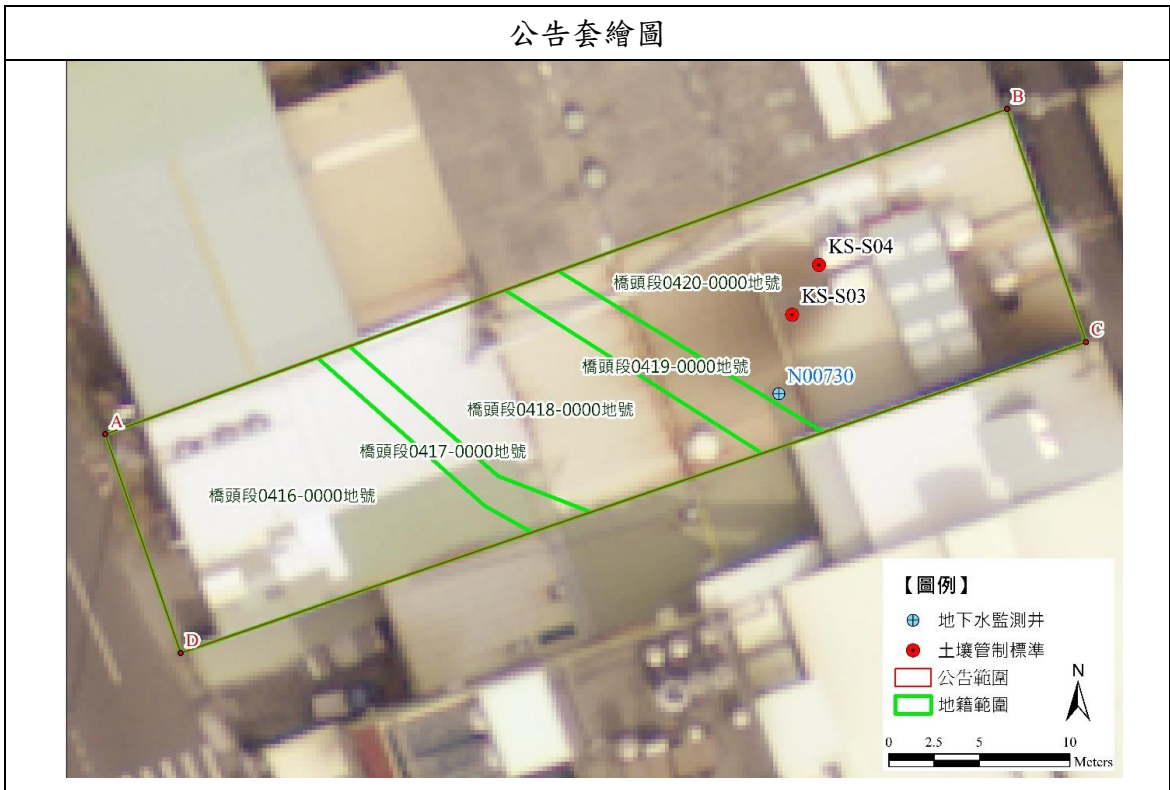 公告套繪圖
B
KS-S04
橋頭段0420-0000地號
KS-S03
C
橋頭段0419-0000地號
N00730
橋頭段0418-0000地號
A
橋頭段0417-0000地號
橋頭段0416-0000地號
D
【圖例】
地下水監測井
土壤管制標準
公告範圍
地籍範圍
N
0 2.5 5 10
Meters